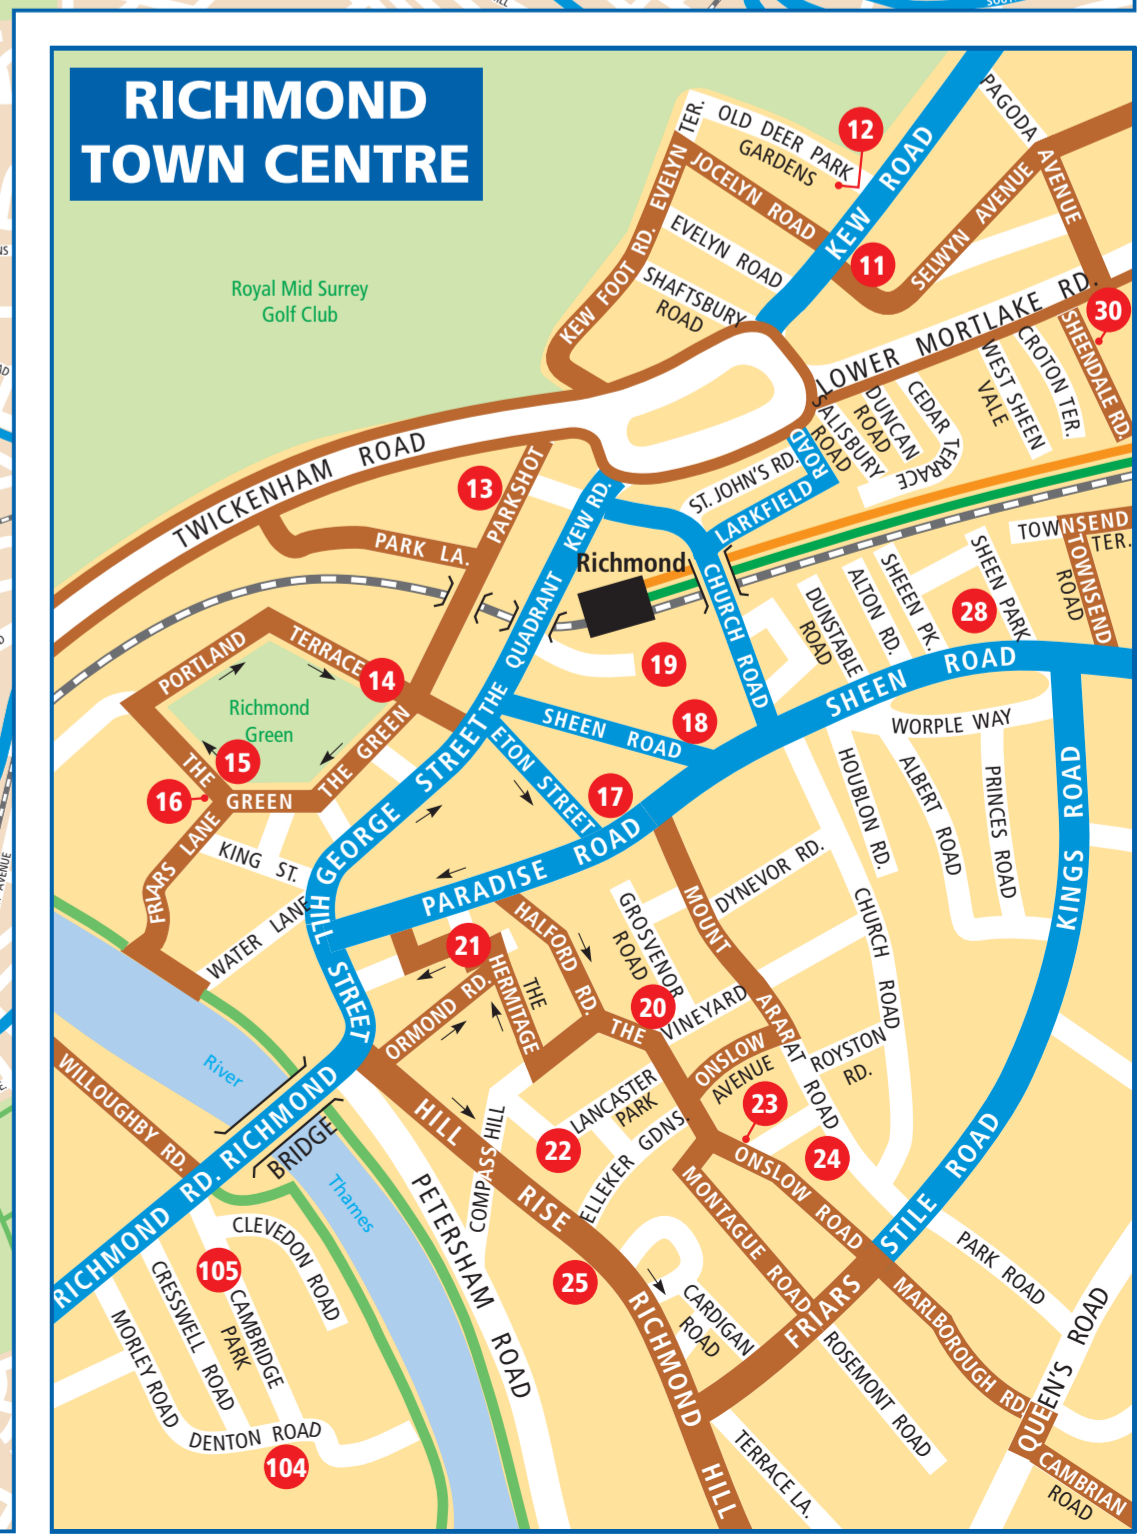 RICHMOND
TOWN CENTRE
Royal Mid Surrey
Golf Club
TER.
OLD DEER PARK
GARDENS
12
PAGODA
AVENUE
KEW ROAD
EVELYN
JOCELYN ROAD
SELWYN AVENUE
11
EVELYN ROAD
KEW FOOT RD.
SHAFTSBURY
ROAD
LOWER MORTLAKE RD.
30
SHEENDALE RD.
CROTON TER.
WEST SHEEN
VALE
CEDAR TERRACE
DUNCAN
ROAD
SALISBURY
ROAD
TWICKENHAM ROAD
13
PARKSHOT
KEW RD.
ST. JOHN'S RD.
LARKFIELD
ROAD
PARK LA.
Richmond
CHURCH ROAD
TOWNSEND
TER.
TOWNSEND
ROAD
SHEEN PARK
SHEEN PK.
ALTON RD.
DUNSTABLE
ROAD
28
THE QUADRANT
PORTLAND
TERRACE
14
19
SHEEN ROAD
Richmond
Green
18
SHEEN ROAD
WORPLE WAY
15
THE
GREEN
THE GREEN
16
GEORGE STREET
ETON STREET
17
HOUBLON RD.
ALBERT ROAD
PRINCES ROAD
KINGS ROAD
FRIARS LANE
KING ST.
PARADISE ROAD
DYNEVOR RD.
WATER LANE
HILL
STREET
21
HALFORD RD.
GROSVENOR
ROAD
MOUNT
ARARAT ROAD
CHURCH ROAD
ORMOND RD.
THE
HERMITAGE
20
THE
VINEYARD
ROYSTON
RD.
WILLOUGHBY RD.
River
Thames
ONSLOW
AVENUE
LANCASTER
PARK
23
RICHMOND
BRIDGE
HILL
RISE
COMPASS HILL
22
ELLEKER GDNS.
24
ONSLOW ROAD
RICHMOND RD.
PETERSHAM ROAD
MONTAGUE ROAD
STILE ROAD
FRIARS
CLEVEDON ROAD
105
CRESSWELL ROAD
CAMBRIDGE
PARK
MORLEY ROAD
25
CARDIGAN
ROAD
PARK ROAD
MARLBOROUGH RD.
QUEEN'S ROAD
RICHMOND
HILL
ROSEMONT ROAD
DENTON ROAD
104
TERRACE LA.
CAMBRIAN
ROAD